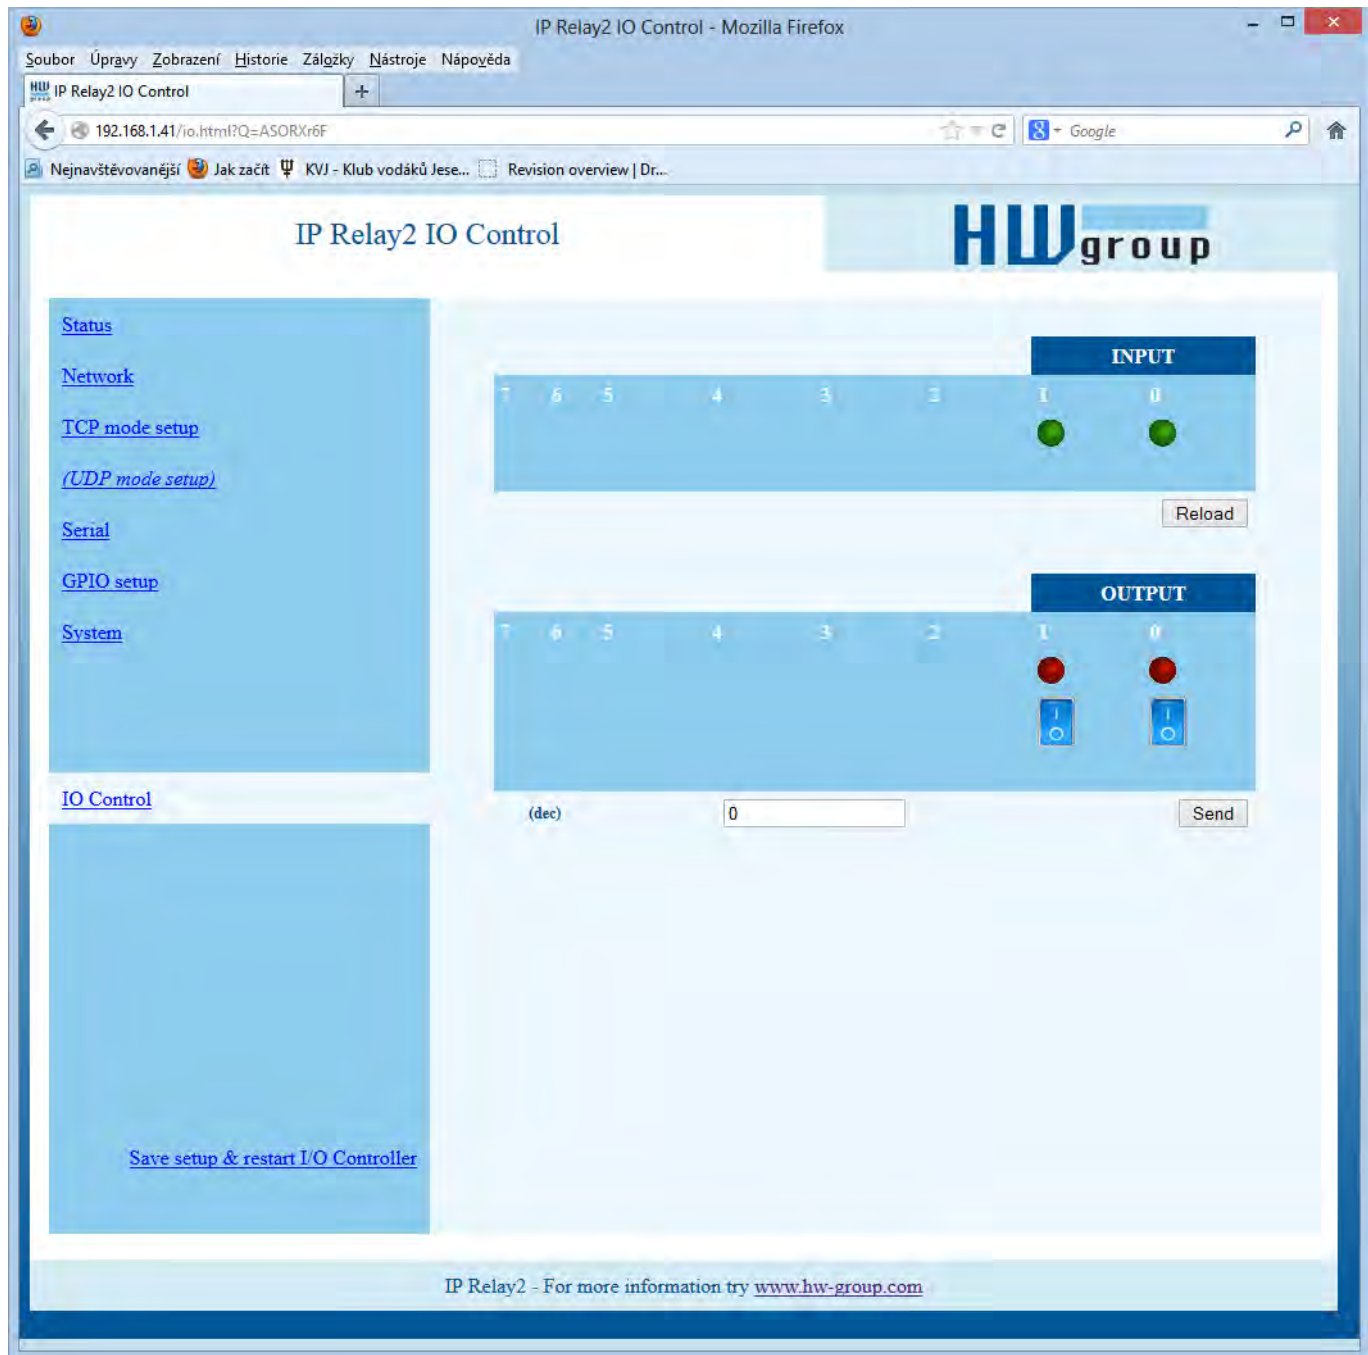 IP Relay2 IO Control - Mozilla Firefox
Soubor Úpravy Zobrazení Historie Záložky Nástroje Nápověda
HW group IP Relay2 IO Control +
192.168.1.41/io.html?Q=ASORXr6F 8 Google
Nejnavštěvovanější Jak začít KVJ - Klub vodáků Jese... Revision overview | Dr...
IP Relay2 IO Control
HW group
Status
Network
TCP mode setup
(UDP mode setup)
Serial
GPIO setup
System
IO Control
Save setup & restart I/O Controller
INPUT
7 6 5 4 3 2 1 0
Reload
OUTPUT
7 6 5 4 3 2 1 0
(dec) 0 Send
IP Relay2 - For more information try www.hw-group.com